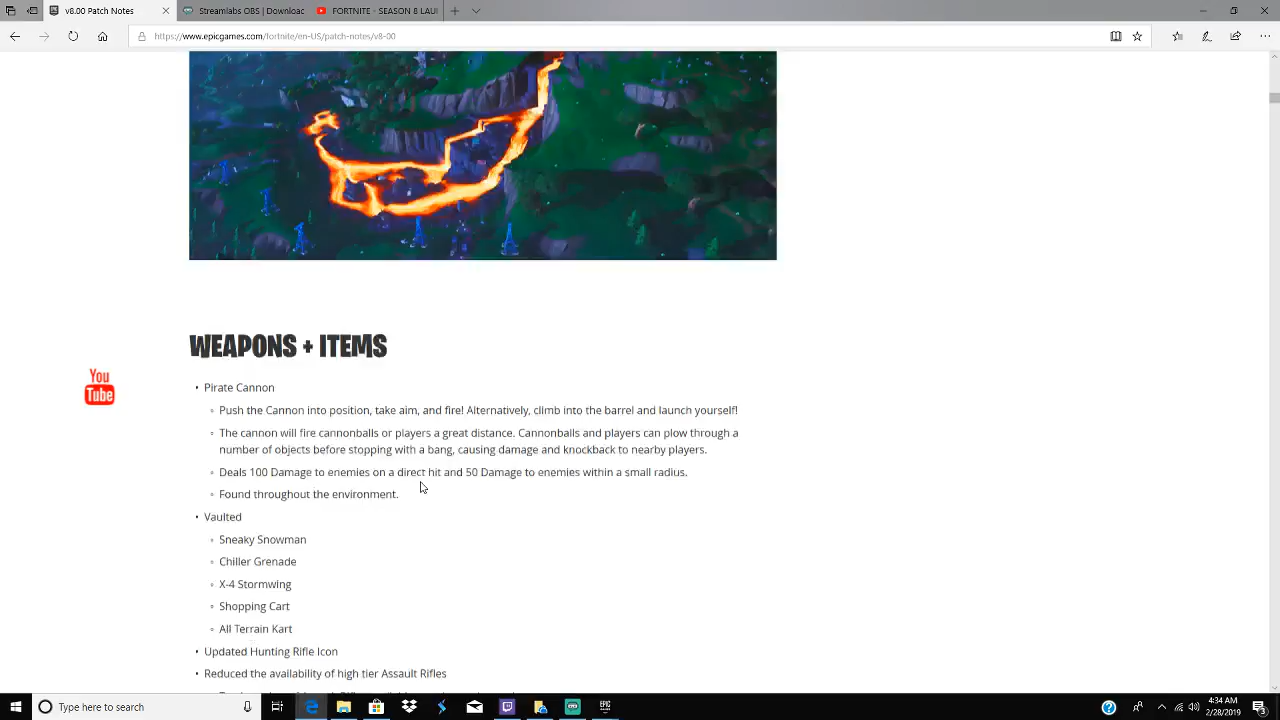 v8.00 Patch Notes
Streamlabs OBS | Downloac
FORTNITE - SEASON 8 LAUI
https://www.epicgames.com/fortnite/en-US/patch-notes/v8-00
WEAPONS + ITEMS
You
Tube
• Pirate Cannon
Push the Cannon into position, take aim, and fire! Alternatively, climb into the barrel and launch yourself!
The cannon will fire cannonballs or players a great distance. Cannonballs and players can plow through a
number of objects before stopping with a bang, causing damage and knockback to nearby players.
Deals 100 Damage to enemies on a direct hit and 50 Damage to enemies within a small radius.
Found throughout the environment.
• Vaulted
Sneaky Snowman
Chiller Grenade
X-4 Stormwing
Shopping Cart
All Terrain Kart
• Updated Hunting Rifle Icon
• Reduced the availability of high tier Assault Rifles
Type here to search
EPIC
4:34 AM
2/28/2019